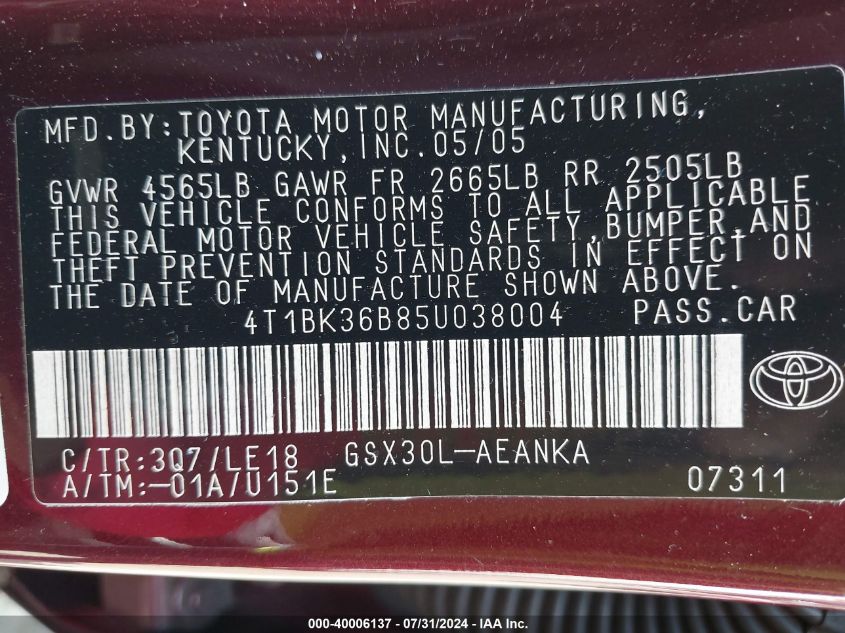 MFD.BY:TOYOTA MOTOR MANUFACTURING,
KENTUCKY,INC.05/05
GVWR 4565LB GAWR FR 2665LB RR 2505LB
THIS VEHICLE CONFORMS TO ALL APPLICABLE
FEDERAL MOTOR VEHICLE SAFETY,BUMPER,AND
THEFT PREVENTION STANDARDS IN EFFECT ON
THE DATE OF MANUFACTURE SHOWN ABOVE.
4T1BK36B85U038004 PASS.CAR
C/TR:3Q7/LE18 GSX30L-AEANKA
A/TM:-01A/U151E 07311
000-40006137 - 07/31/2024 - IAA Inc.